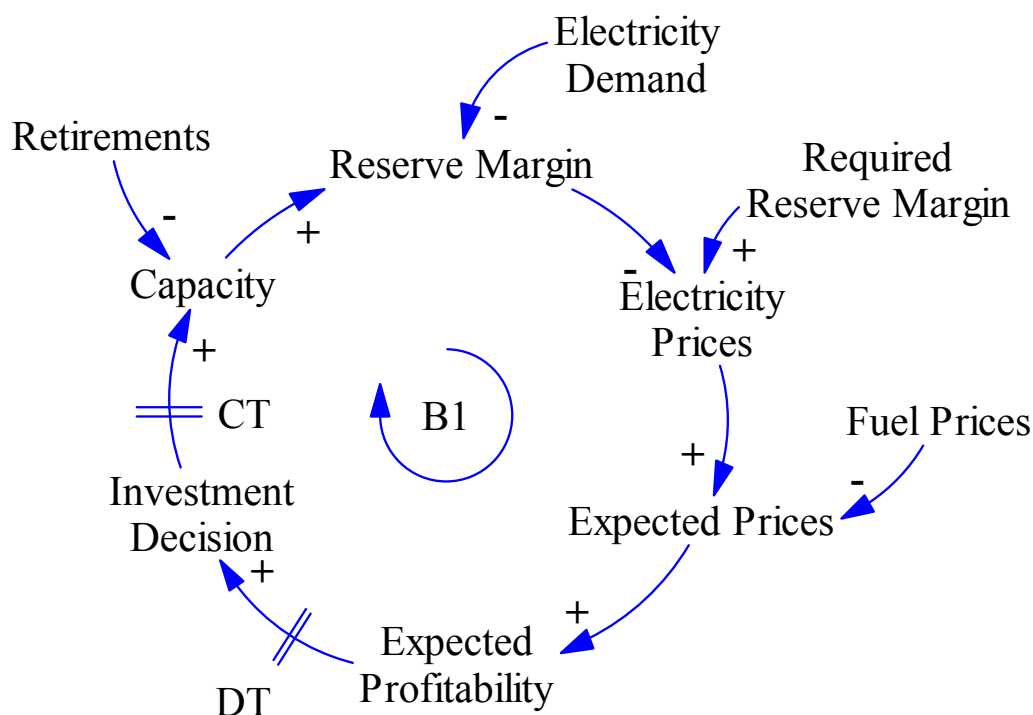 Electricity
Demand
-
Retirements
Reserve Margin
Required
Reserve Margin
-
+
+
Capacity
-
Electricity
Prices
+
CT
B1
Fuel Prices
+
-
Investment
Decision
Expected Prices
+
+
Expected
Profitability
DT